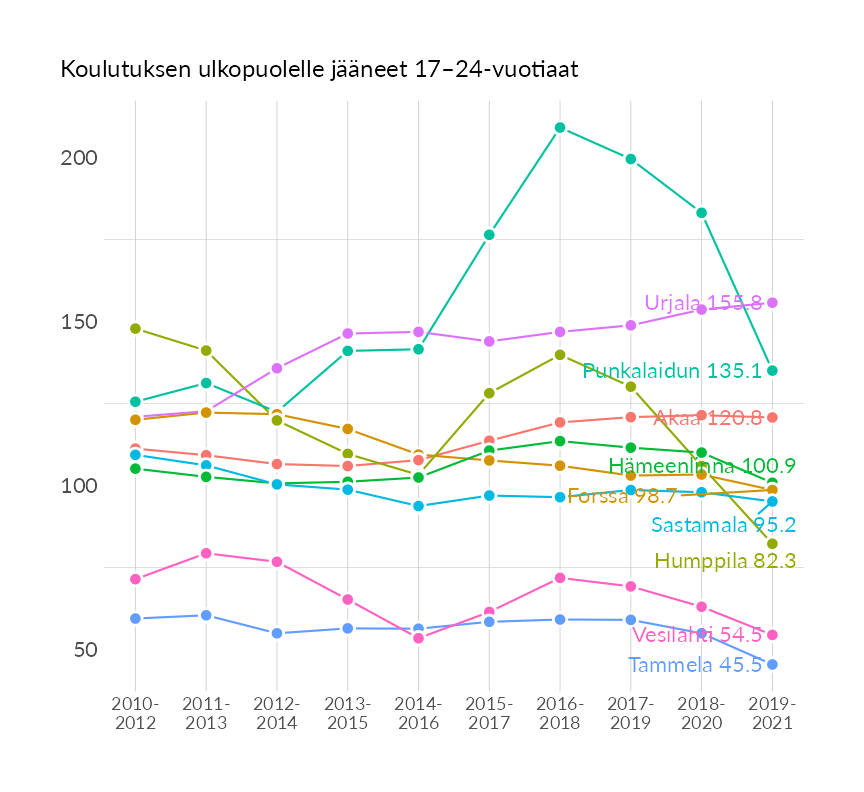 Koulutuksen ulkopuolelle jääneet 17–24-vuotiaat
200
150
100
50
Urjala 155.8
Punkalaidun 135.1
Akaa 120.8
Hämeenlinna 100.9
Forssa 98.7
Sastamala 95.2
Humppila 82.3
Vesilahti 54.5
Tammela 45.5
2010-
2012
2011-
2013
2012-
2014
2013-
2015
2014-
2016
2015-
2017
2016-
2018
2017-
2019
2018-
2020
2019-
2021